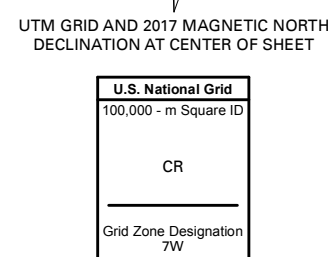 UTM GRID AND 2017 MAGNETIC NORTH
DECLINATION AT CENTER OF SHEET
U.S. National Grid
100,000 - m Square ID
CR
Grid Zone Designation
7W